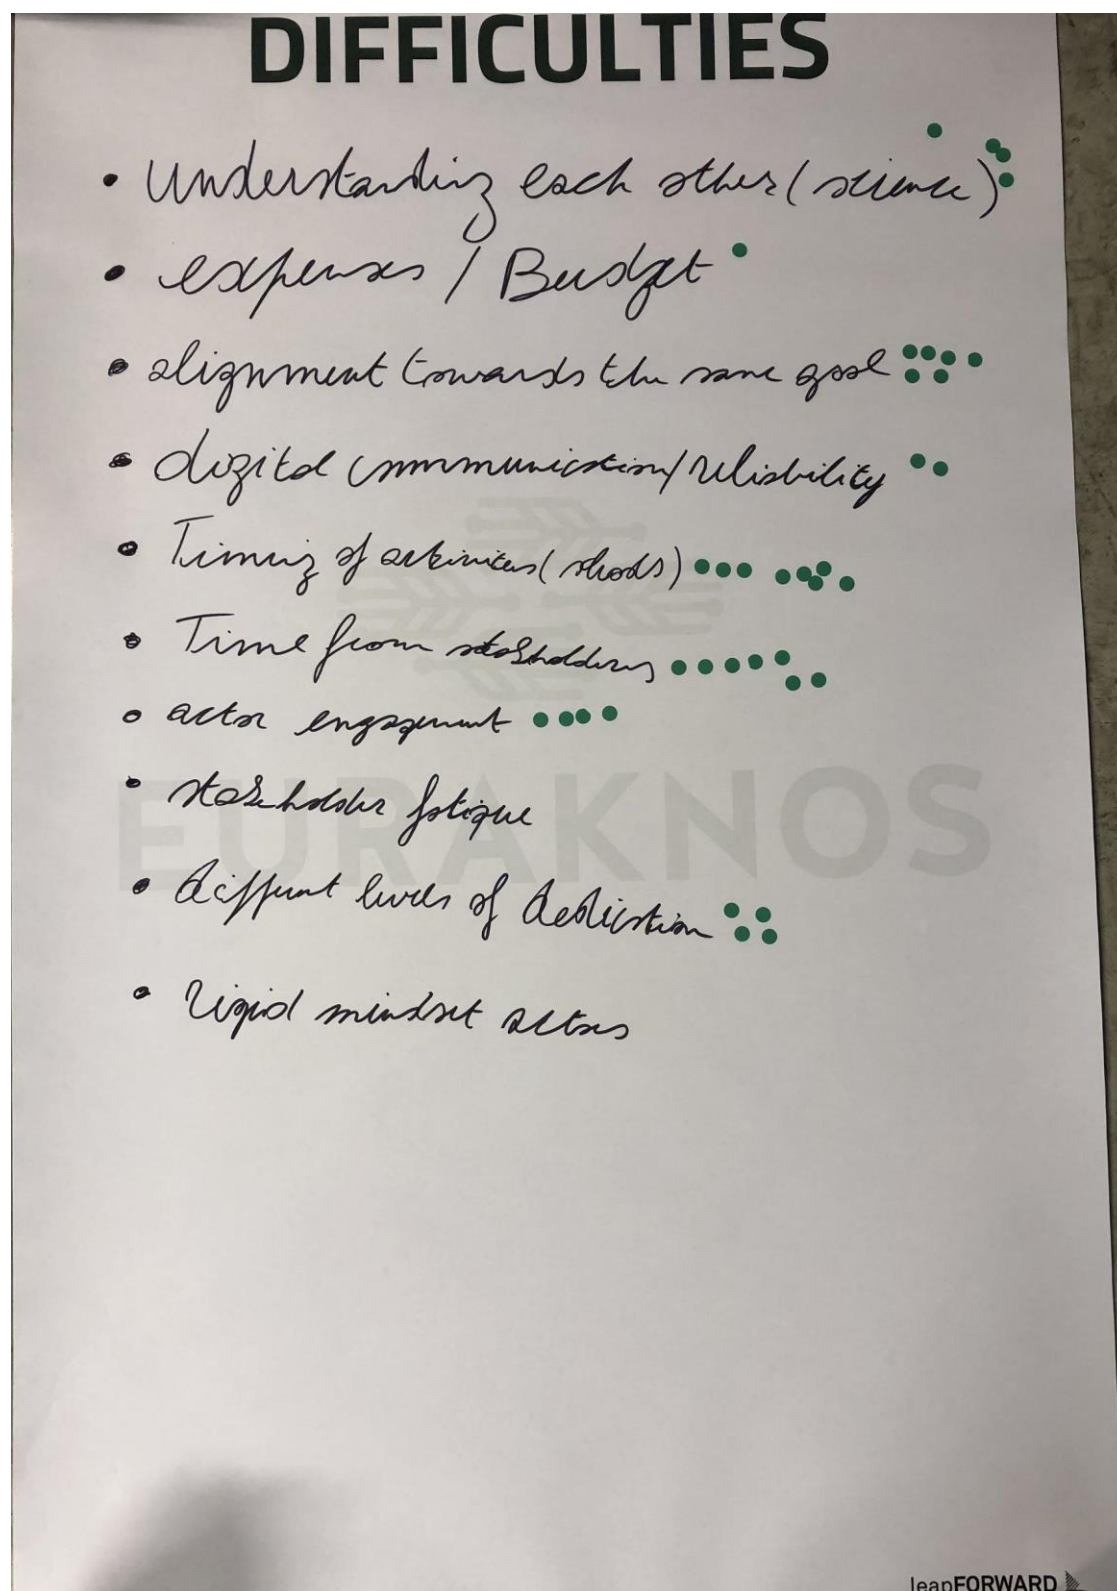 DIFFICULTIES
• Understanding each other (science)
• expenses / Budget
• alignment towards the same goal
• digital communication/reliability
• Timing of activities ( )
• Time from stakeholders
• actor engagement
• stakeholder fatigue
EURAKNOS
• different levels of dedication
• rigid mindset actors
leapFORWARD